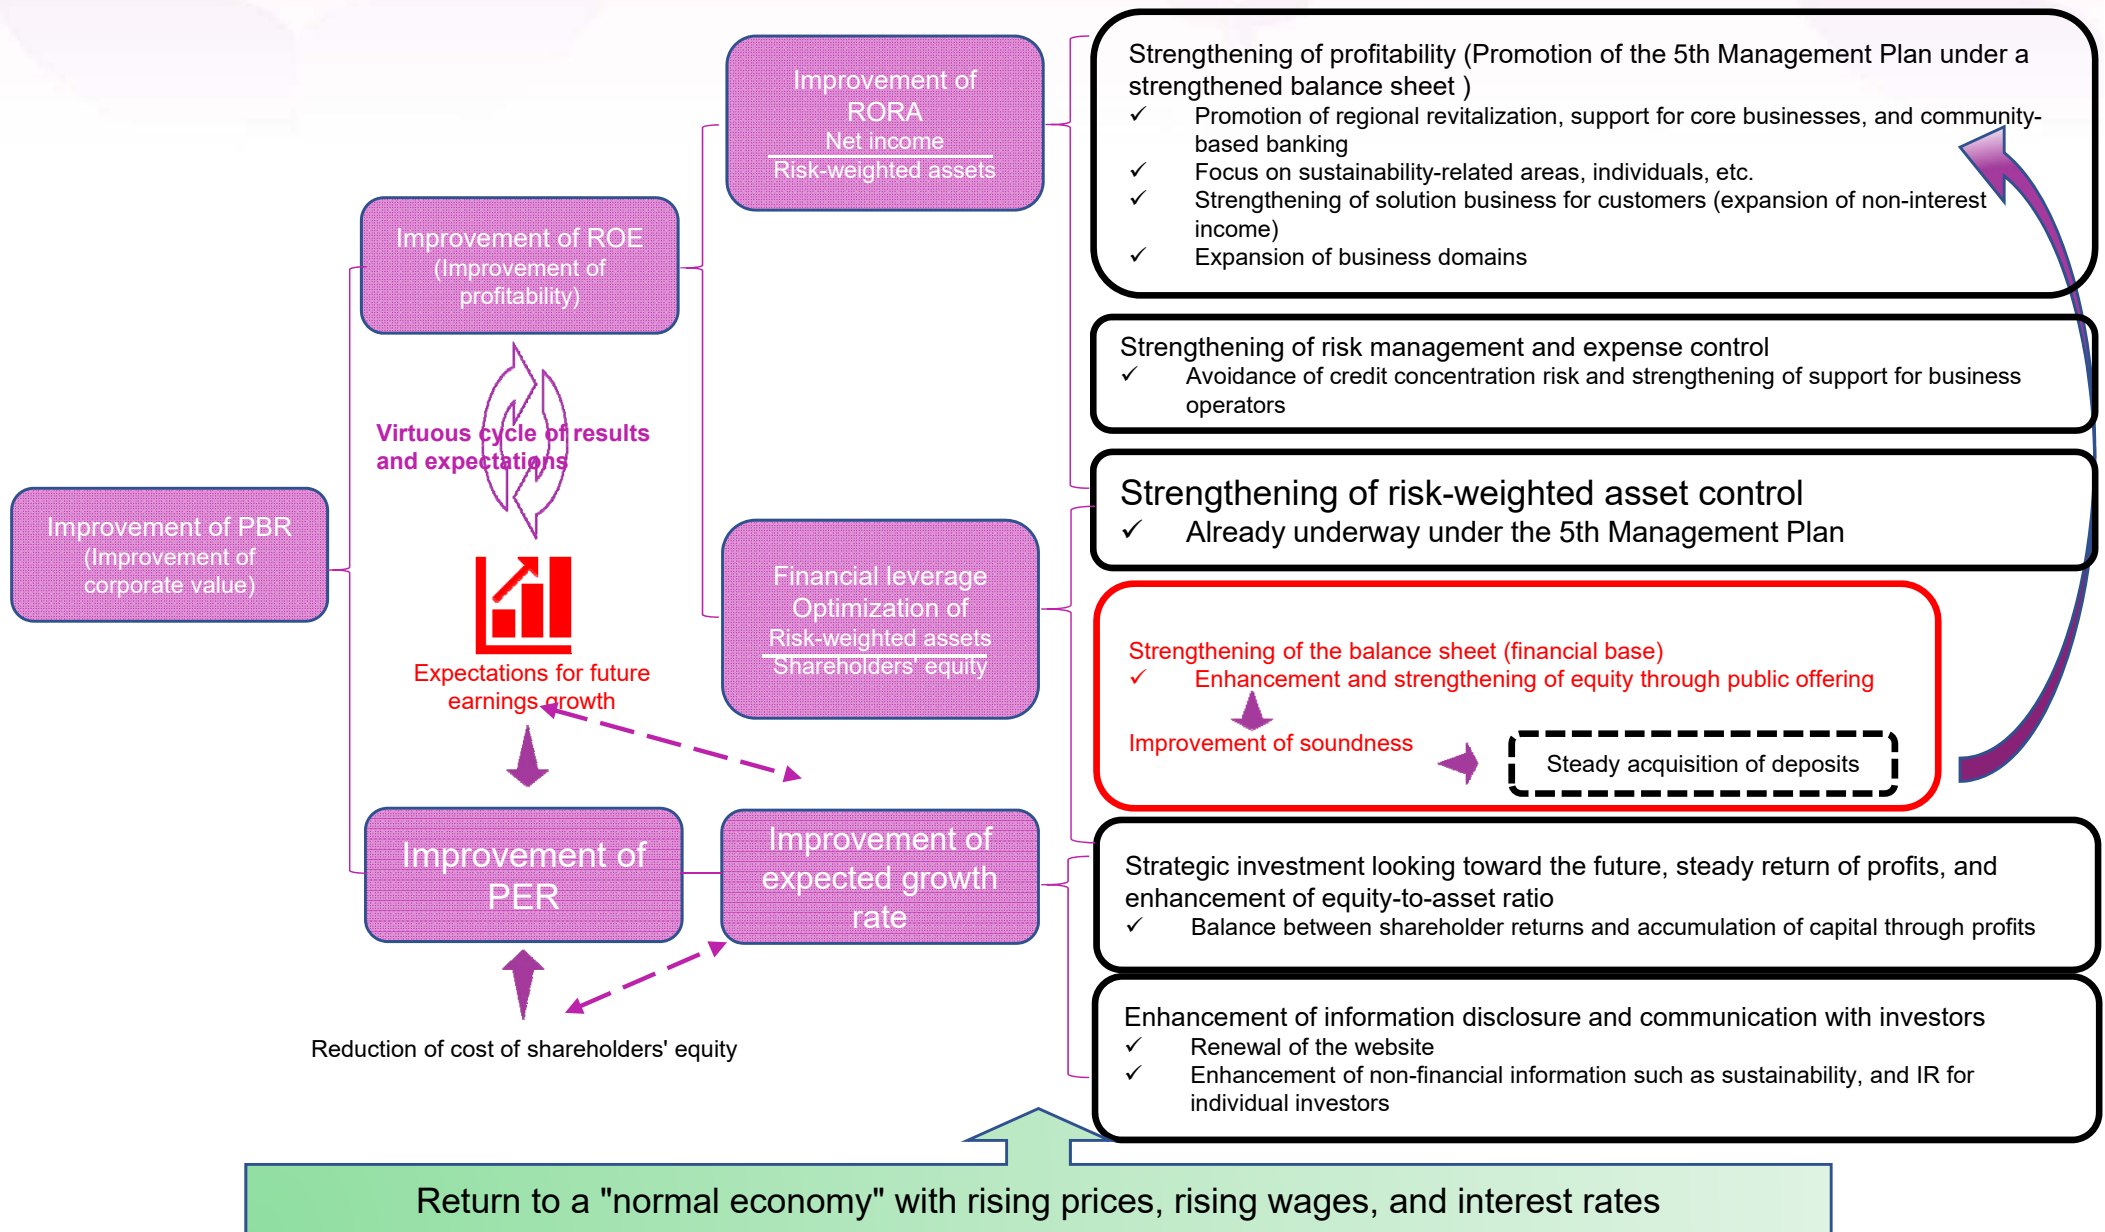 Improvement of PBR
(Improvement of
corporate value)
Improvement of ROE
(Improvement of
profitability)
Virtuous cycle of results
and expectations
Expectations for future
earnings growth
Improvement of
PER
Reduction of cost of shareholders' equity
Improvement of
RORA
Net income
Risk-weighted assets
Financial leverage
Optimization of
Risk-weighted assets
Shareholders' equity
Improvement of
expected growth
rate
Strengthening of profitability (Promotion of the 5th Management Plan under a
strengthened balance sheet )
✓ Promotion of regional revitalization, support for core businesses, and community-
based banking
✓ Focus on sustainability-related areas, individuals, etc.
✓ Strengthening of solution business for customers (expansion of non-interest
income)
✓ Expansion of business domains
Strengthening of risk management and expense control
✓ Avoidance of credit concentration risk and strengthening of support for business
operators
Strengthening of risk-weighted asset control
✓ Already underway under the 5th Management Plan
Strengthening of the balance sheet (financial base)
✓ Enhancement and strengthening of equity through public offering
Improvement of soundness
Steady acquisition of deposits
Strategic investment looking toward the future, steady return of profits, and
enhancement of equity-to-asset ratio
✓ Balance between shareholder returns and accumulation of capital through profits
Enhancement of information disclosure and communication with investors
✓ Renewal of the website
✓ Enhancement of non-financial information such as sustainability, and IR for
individual investors
Return to a "normal economy" with rising prices, rising wages, and interest rates